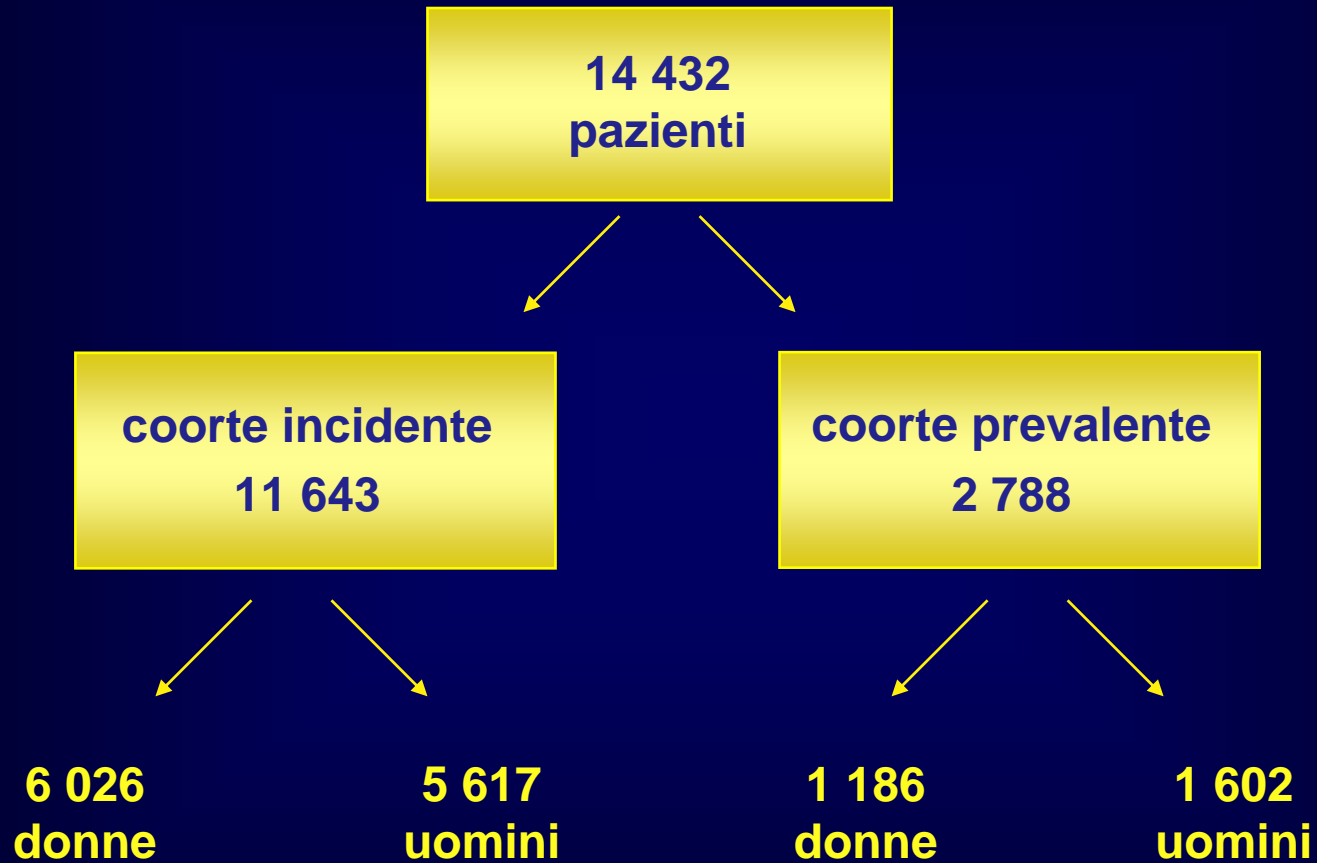 14 432
pazienti
coorte incidente
11 643
coorte prevalente
2 788
6 026
donne
5 617
uomini
1 186
donne
1 602
uomini